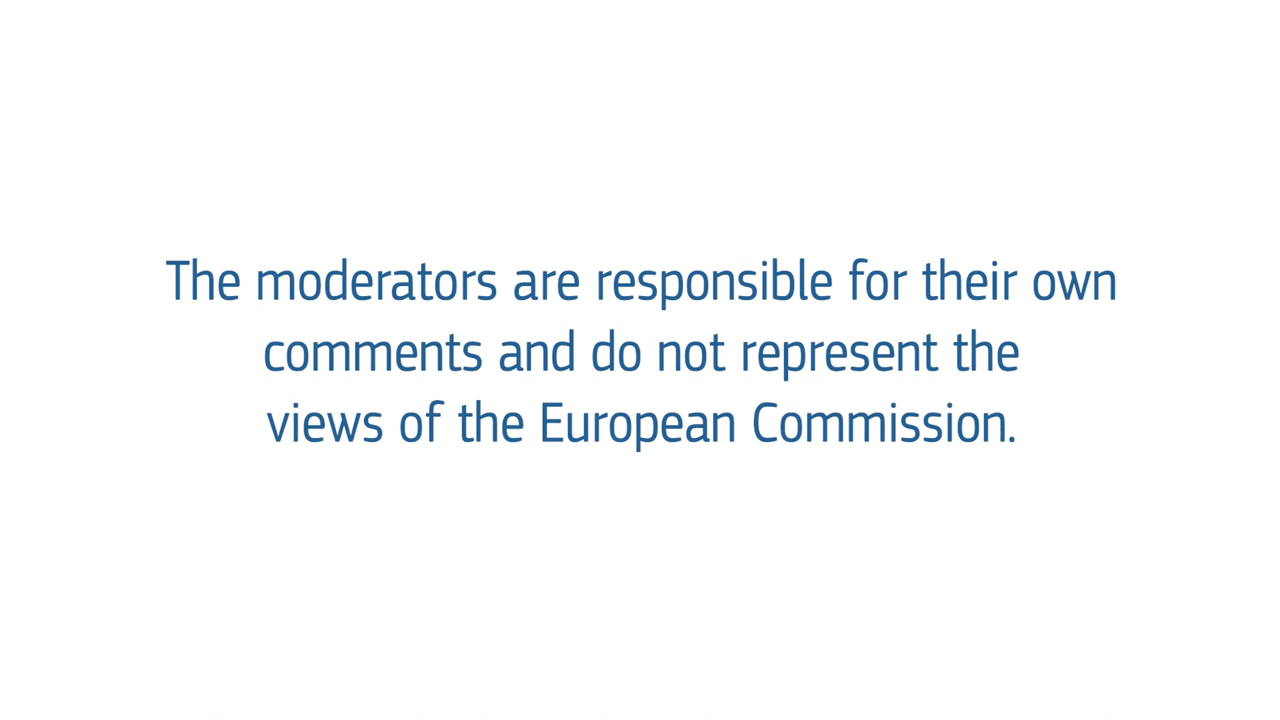 The moderators are responsible for their own
comments and do not represent the
views of the European Commission.